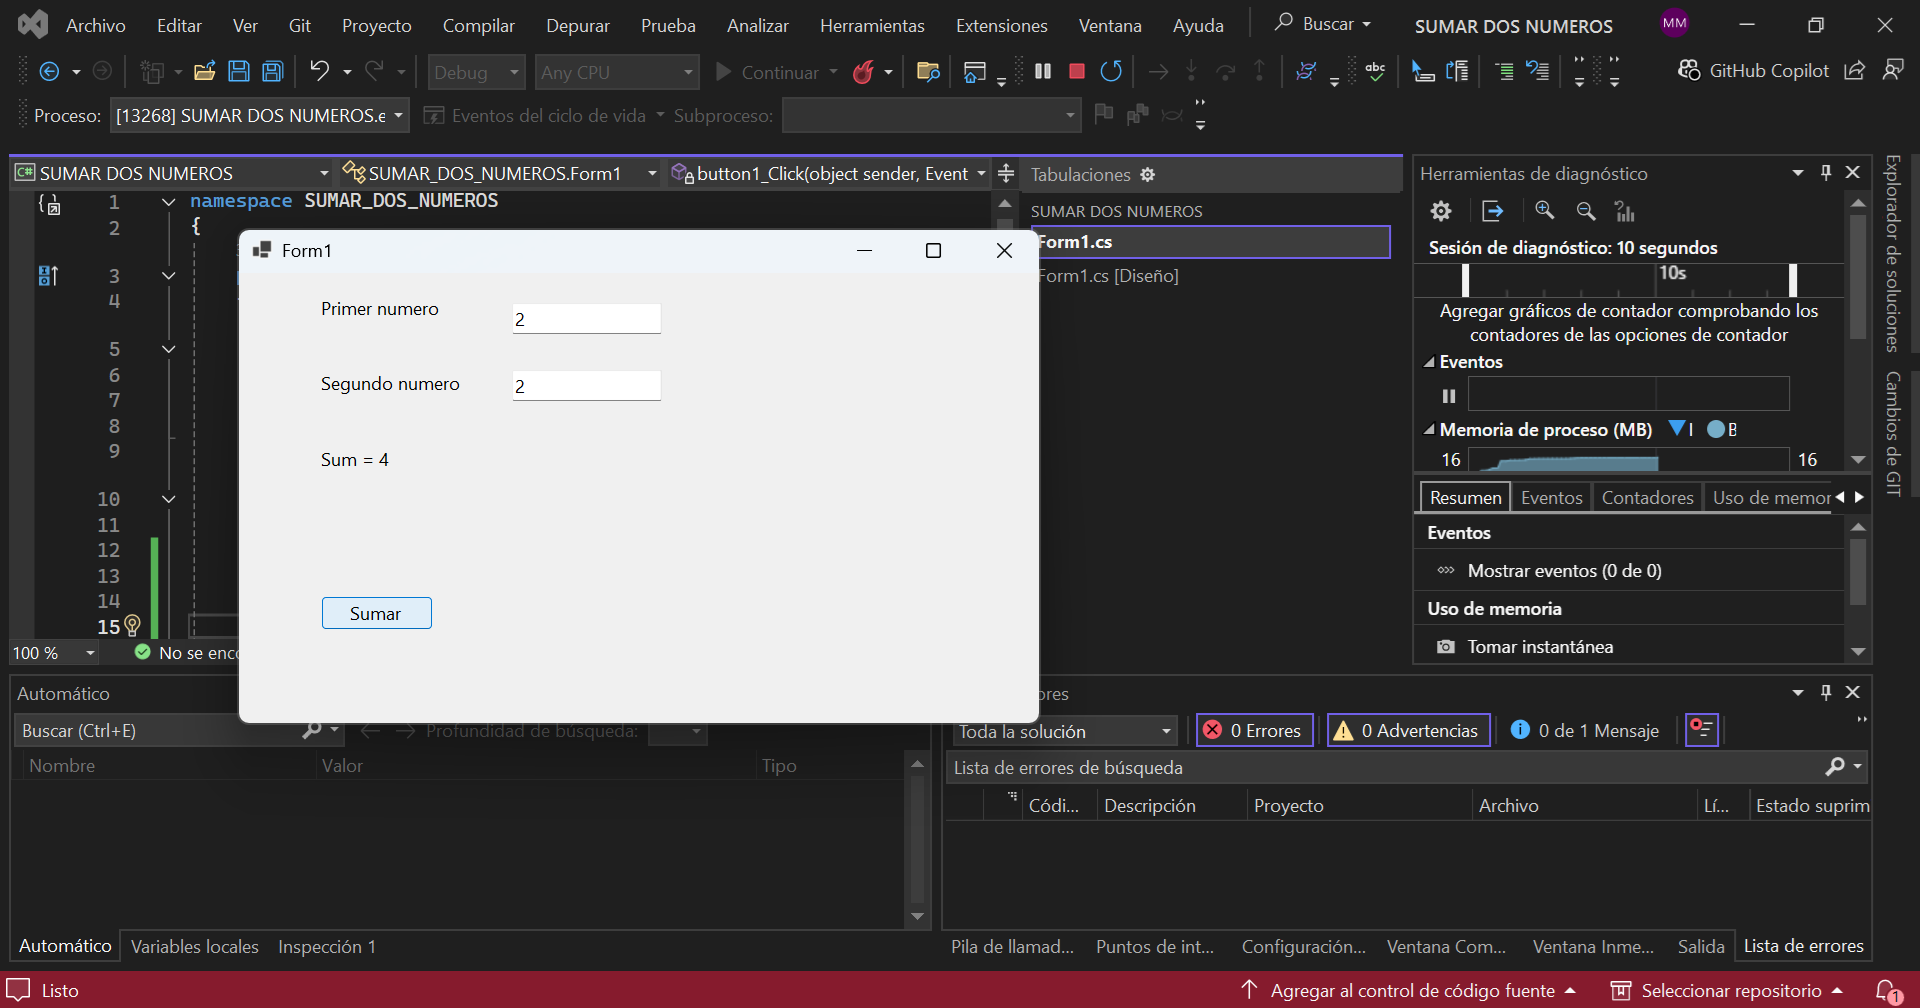 Archivo Editar Ver Git Proyecto Compilar Depurar Prueba Analizar Herramientas Extensiones Ventana Ayuda Buscar SUMAR DOS NUMEROS MM
Debug Any CPU Continuar abc GitHub Copilot
Proceso: [13268] SUMAR DOS NUMEROS.e Eventos del ciclo de vida Subproceso:
C# SUMAR DOS NUMEROS SUMAR_DOS_NUMEROS.Form1 button1_Click(object sender, Event
1 namespace SUMAR_DOS_NUMEROS
2 {
3
4
5
6
7
8
9
10
11
12
13
14
15
100 % No se enco
Form1
Primer numero 2
Segundo numero 2
Sum = 4
Sumar
Tabulaciones
SUMAR DOS NUMEROS
Form1.cs
Form1.cs [Diseño]
Herramientas de diagnóstico
Sesión de diagnóstico: 10 segundos
10s
Agregar gráficos de contador comprobando los
contadores de las opciones de contador
Eventos
Memoria de proceso (MB) I B
16 16
Resumen Eventos Contadores Uso de memor
Eventos
Mostrar eventos (0 de 0)
Uso de memoria
Tomar instantánea
Explorador de soluciones
Cambios de GIT
Automático
Buscar (Ctrl+E) Profundidad de búsqueda:
Nombre Valor Tipo
Automático Variables locales Inspección 1
ores
Toda la solución 0 Errores 0 Advertencias 0 de 1 Mensaje
Lista de errores de búsqueda
Códi... Descripción Proyecto Archivo Lí... Estado suprim
Pila de llamad... Puntos de int... Configuración... Ventana Com... Ventana Inme... Salida Lista de errores
Listo Agregar al control de código fuente Seleccionar repositorio 1